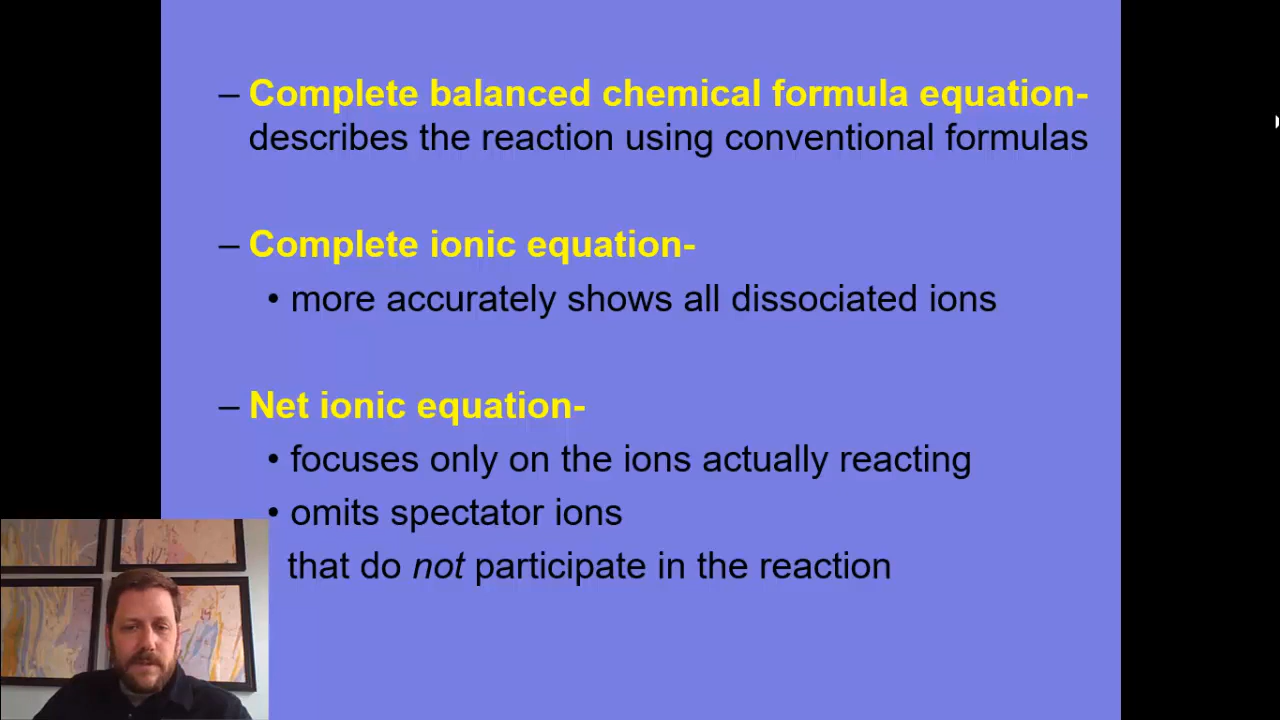 – Complete balanced chemical formula equation-
describes the reaction using conventional formulas
– Complete ionic equation-
• more accurately shows all dissociated ions
– Net ionic equation-
• focuses only on the ions actually reacting
• omits spectator ions
that do not participate in the reaction